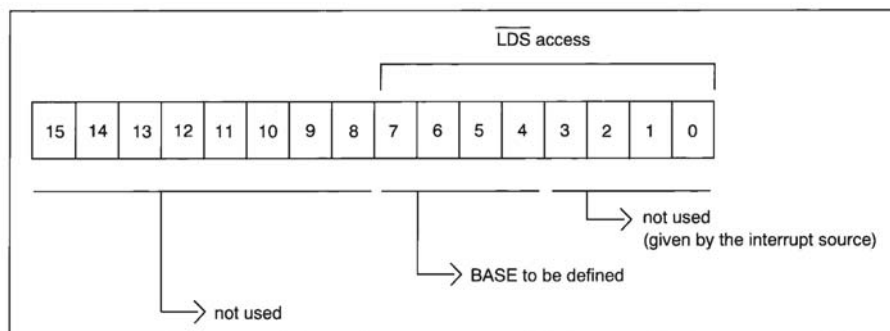 LDS access
15 14 13 12 11 10 9 8 7 6 5 4 3 2 1 0
not used
(given by the interrupt source)
BASE to be defined
not used